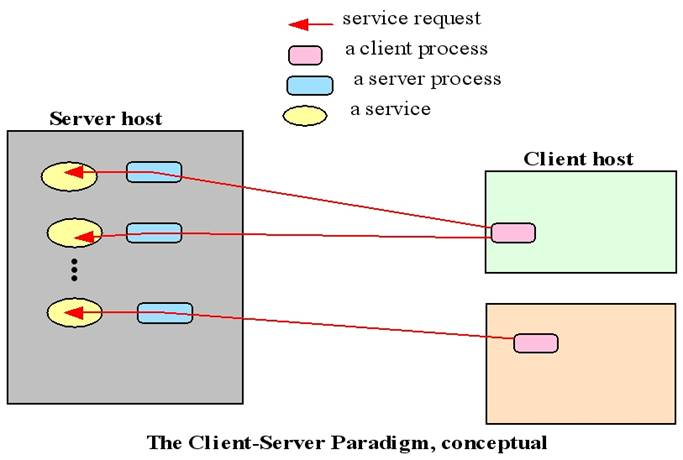 service request
a client process
a server process
a service
Server host
Client host
The Client-Server Paradigm, conceptual